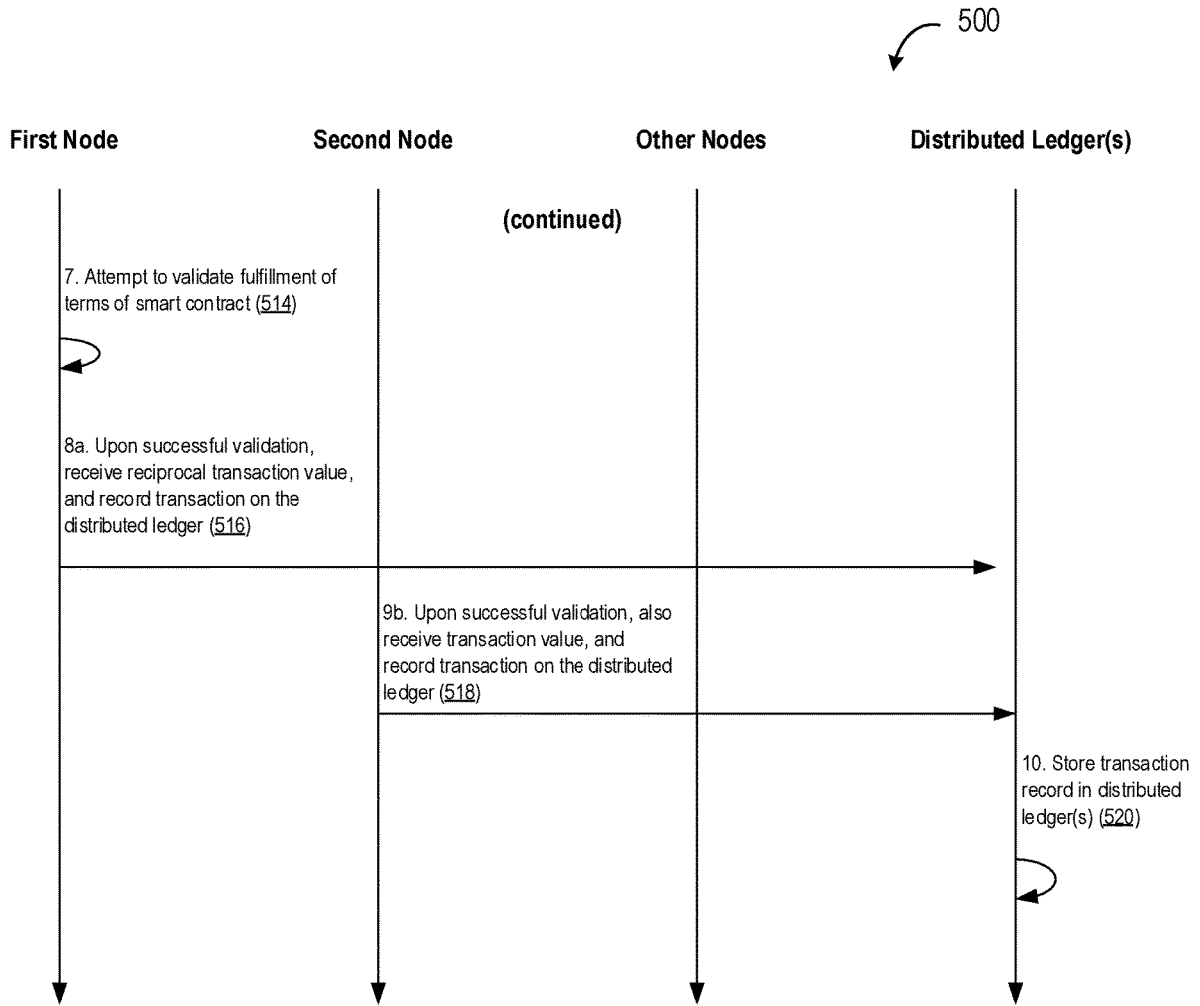 500
First Node
Second Node
Other Nodes
Distributed Ledger(s)
(continued)
7. Attempt to validate fulfillment of
terms of smart contract (514)
8a. Upon successful validation,
receive reciprocal transaction value,
and record transaction on the
distributed ledger (516)
9b. Upon successful validation, also
receive transaction value, and
record transaction on the distributed
ledger (518)
10. Store transaction
record in distributed
ledger(s) (520)